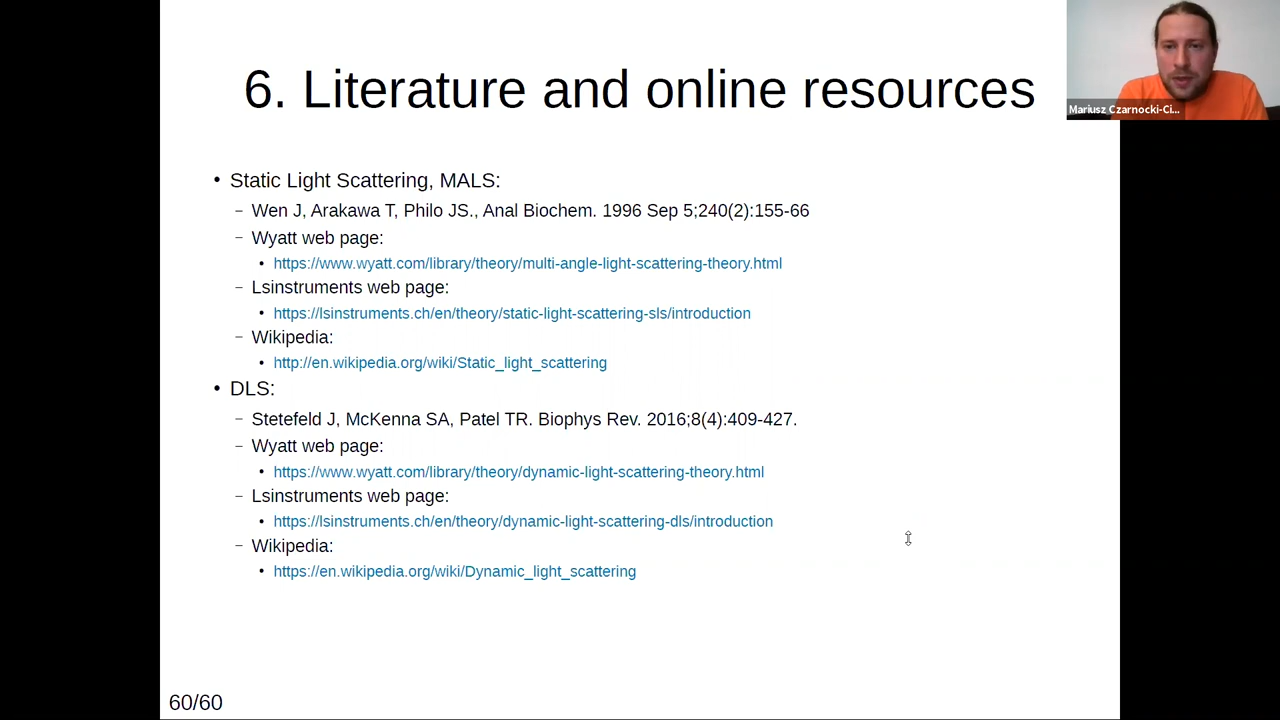 6. Literature and online resources
Mariusz Czarnocki-Ci...
• Static Light Scattering, MALS:
– Wen J, Arakawa T, Philo JS., Anal Biochem. 1996 Sep 5;240(2):155-66
– Wyatt web page:
• https://www.wyatt.com/library/theory/multi-angle-light-scattering-theory.html
– Lsinstruments web page:
• https://lsinstruments.ch/en/theory/static-light-scattering-sls/introduction
– Wikipedia:
• http://en.wikipedia.org/wiki/Static_light_scattering
• DLS:
– Stetefeld J, McKenna SA, Patel TR. Biophys Rev. 2016;8(4):409-427.
– Wyatt web page:
• https://www.wyatt.com/library/theory/dynamic-light-scattering-theory.html
– Lsinstruments web page:
• https://lsinstruments.ch/en/theory/dynamic-light-scattering-dls/introduction
– Wikipedia:
• https://en.wikipedia.org/wiki/Dynamic_light_scattering
60/60